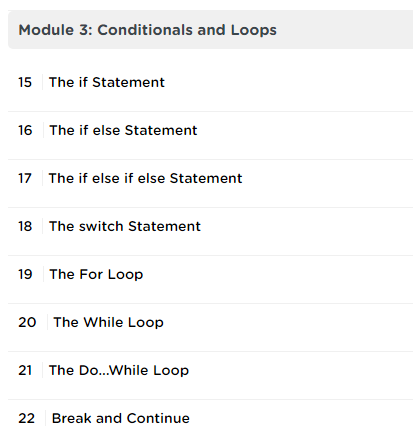 Module 3: Conditionals and Loops
15 The if Statement
16 The if else Statement
17 The if else if else Statement
18 The switch Statement
19 The For Loop
20 The While Loop
21 The Do...While Loop
22 Break and Continue